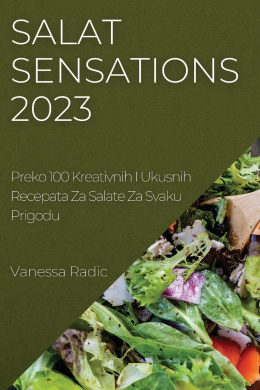 SALAT
SENSATIONS
2023
Preko 100 Kreativnih I Ukusnih
Recepata Za Salate Za Svaku
Prigodu
Vanessa Radic